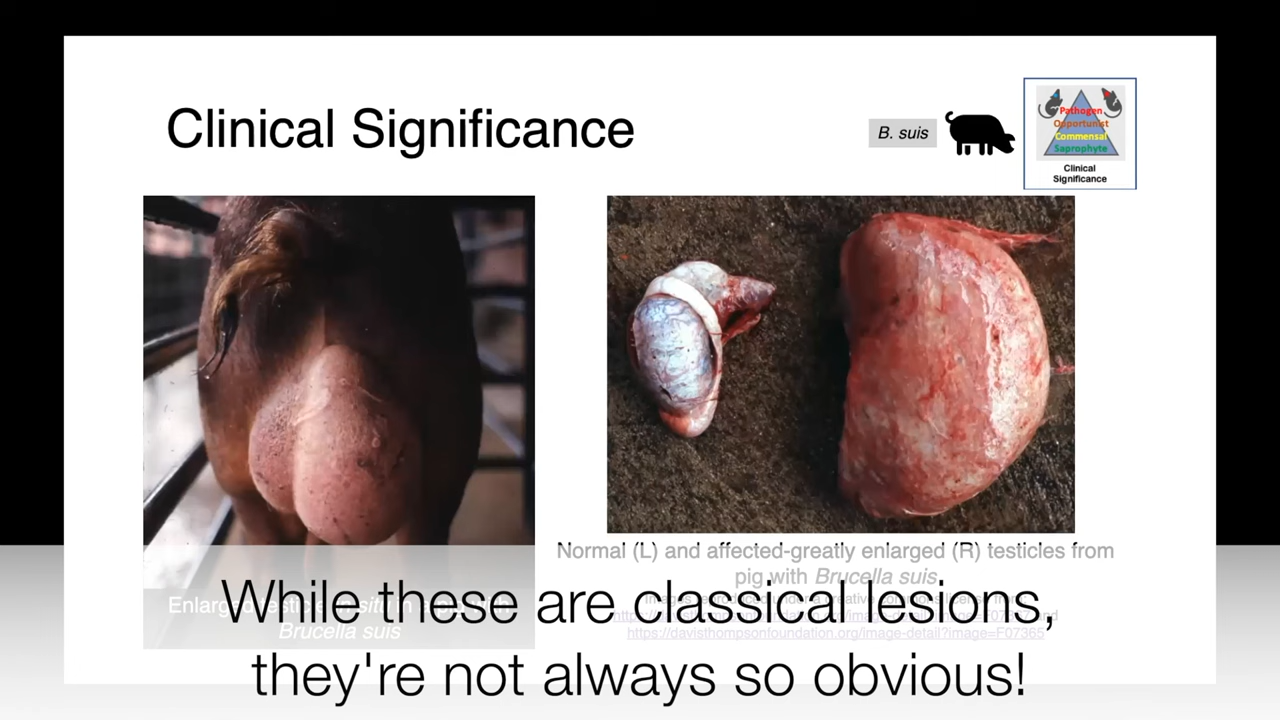 Clinical Significance
B. suis
Pathogen
Opportunist
Commensal
Saprophyte
Clinical
Significance
Normal (L) and affected-greatly enlarged (R) testicles from
pig with Brucella suis
https://davisthompsonfoundation.org/image-detail?image=F07365
Brucella suis
While these are classical lesions,
they're not always so obvious!